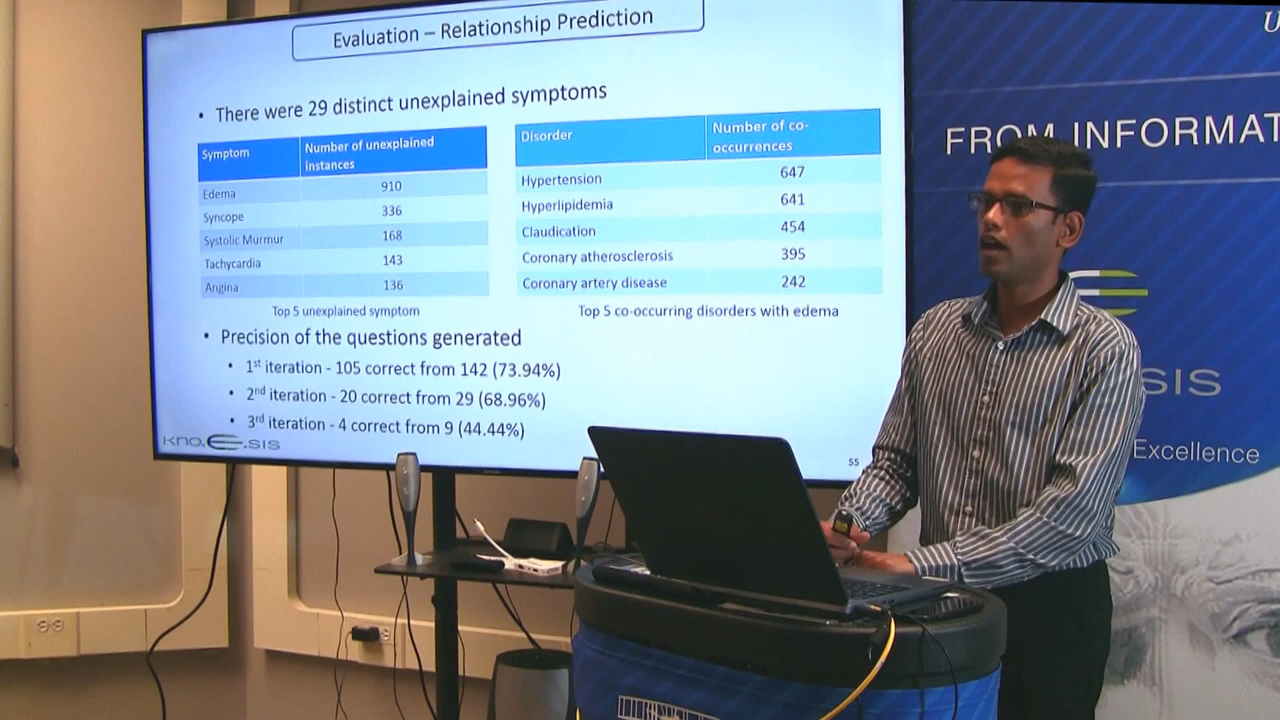 Evaluation – Relationship Prediction
• There were 29 distinct unexplained symptoms
Symptom Number of unexplained instances
Edema 910
Syncope 336
Systolic Murmur 168
Tachycardia 143
Angina 136
Top 5 unexplained symptom
Disorder Number of co-occurrences
Hypertension 647
Hyperlipidemia 641
Claudication 454
Coronary atherosclerosis 395
Coronary artery disease 242
Top 5 co-occurring disorders with edema
• Precision of the questions generated
• 1st iteration - 105 correct from 142 (73.94%)
• 2nd iteration - 20 correct from 29 (68.96%)
• 3rd iteration - 4 correct from 9 (44.44%)
kno.e.sis
55
FROM INFORMAT
SIS
Excellence